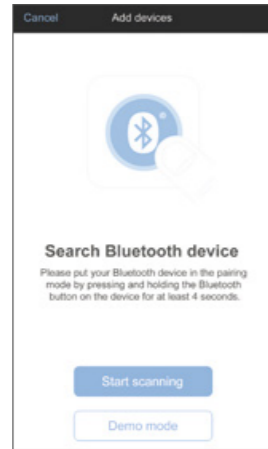 Cancel Add devices
Search Bluetooth device
Please put your Bluetooth device in the pairing
mode by pressing and holding the Bluetooth
button on the device for at least 4 seconds.
Start scanning
Demo mode